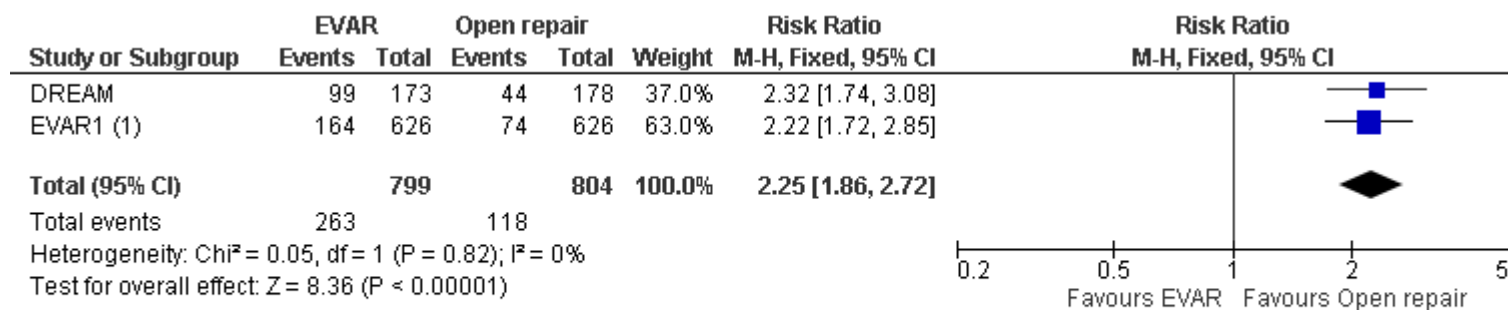 EVAR Open repair Risk Ratio Risk Ratio
Study or Subgroup Events Total Events Total Weight M-H, Fixed, 95% CI M-H, Fixed, 95% CI
DREAM 99 173 44 178 37.0% 2.32 [1.74, 3.08]
EVAR1 (1) 164 626 74 626 63.0% 2.22 [1.72, 2.85]
Total (95% CI) 799 804 100.0% 2.25 [1.86, 2.72]
Total events 263 118
Heterogeneity: Chi² = 0.05, df = 1 (P = 0.82); I² = 0%
Test for overall effect: Z = 8.36 (P < 0.00001)
0.2 0.5 1 2 5
Favours EVAR Favours Open repair